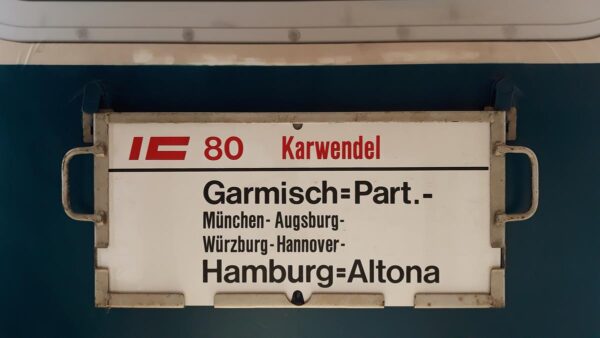 IC 80 Karwendel
Garmisch=Part.-
München- Augsburg-
Würzburg-Hannover-
Hamburg=Altona